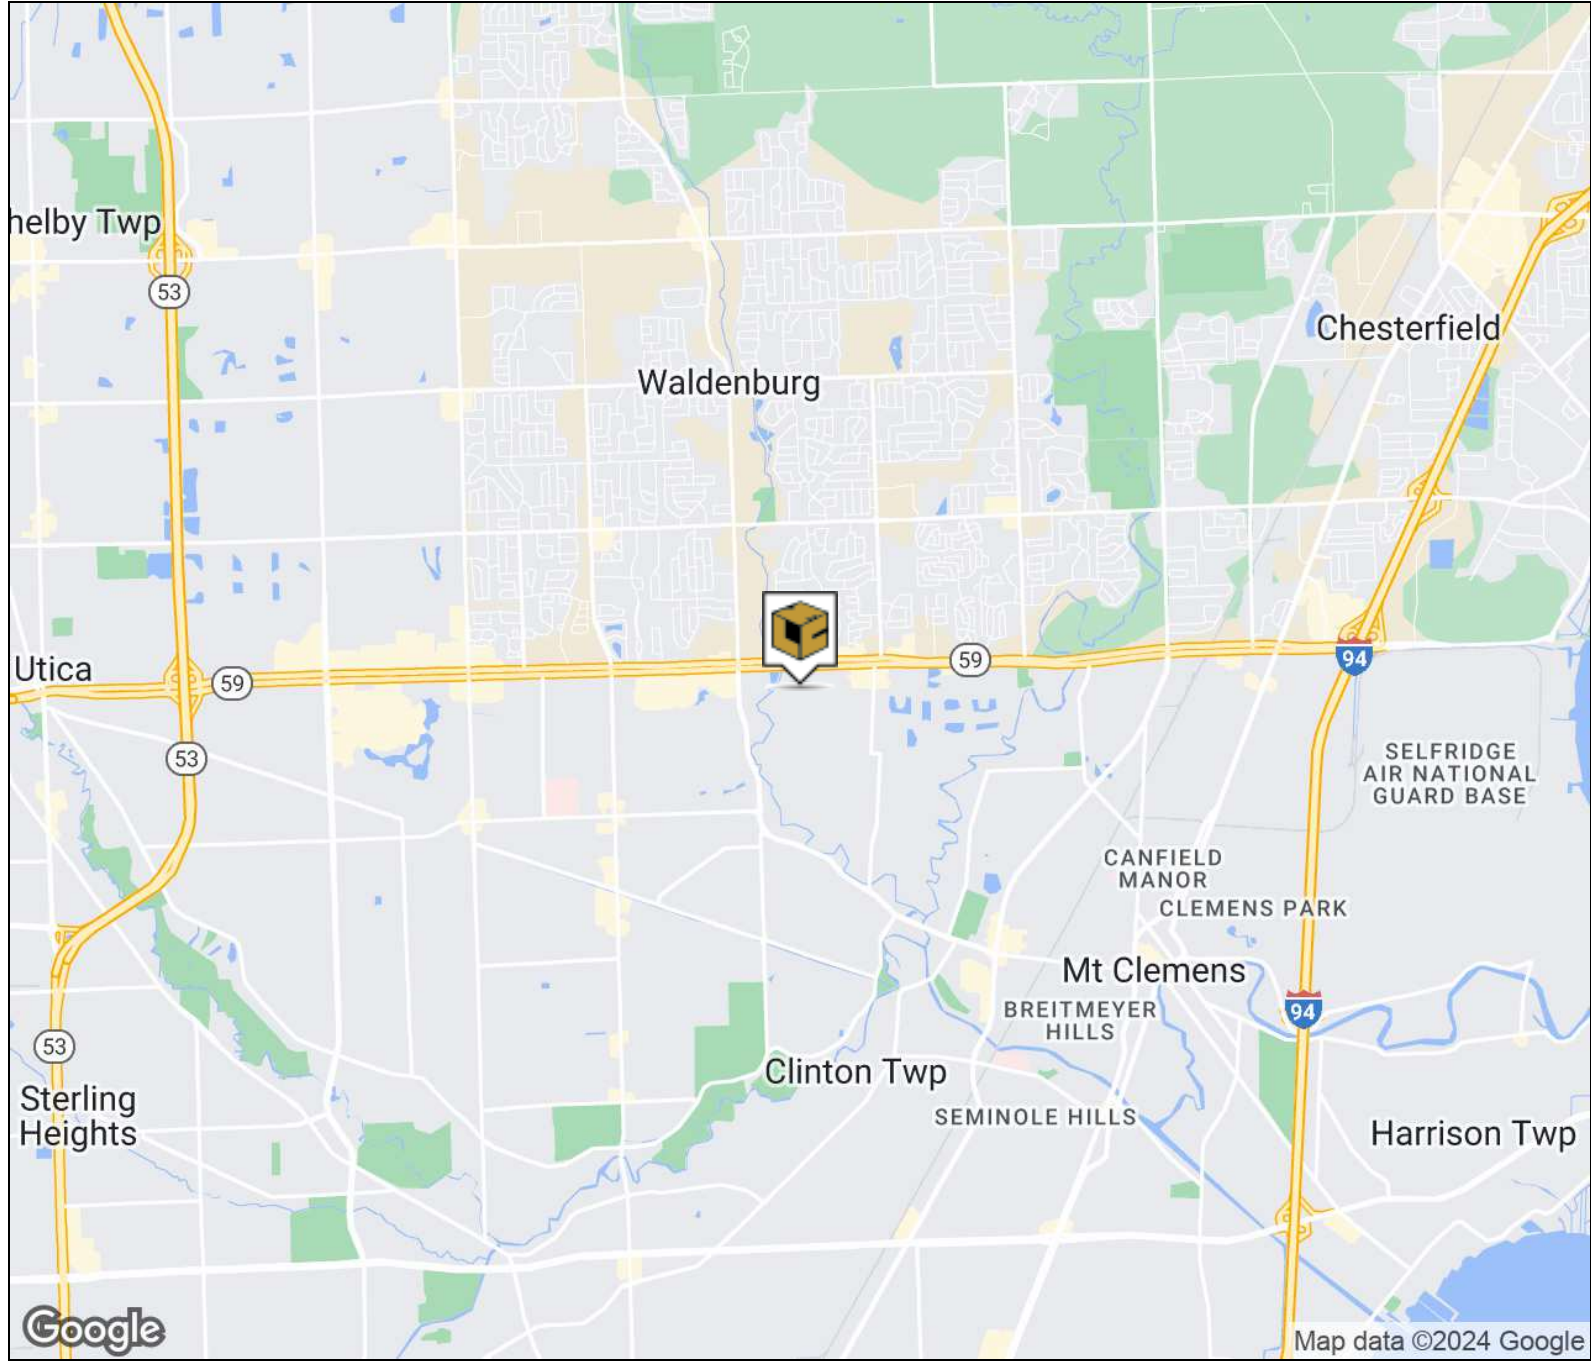 helby Twp
53
Chesterfield
Waldenburg
Utica
59
59
94
53
SELFRIDGE
AIR NATIONAL
GUARD BASE
CANFIELD
MANOR
CLEMENS PARK
Mt Clemens
BREITMEYER
HILLS
94
53
Clinton Twp
Sterling
Heights
SEMINOLE HILLS
Harrison Twp
Google
Map data ©2024 Google